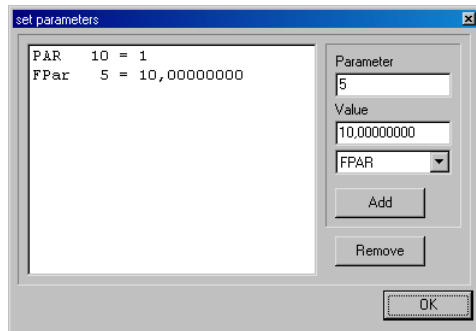 set parameters
PAR   10 = 1
FPar   5 = 10,00000000
Parameter
5
Value
10,00000000
FPAR
Add
Remove
OK